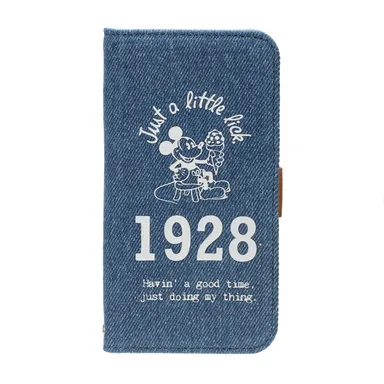 Just a little lick.
1928
Havin' a good time,
just doing my thing.